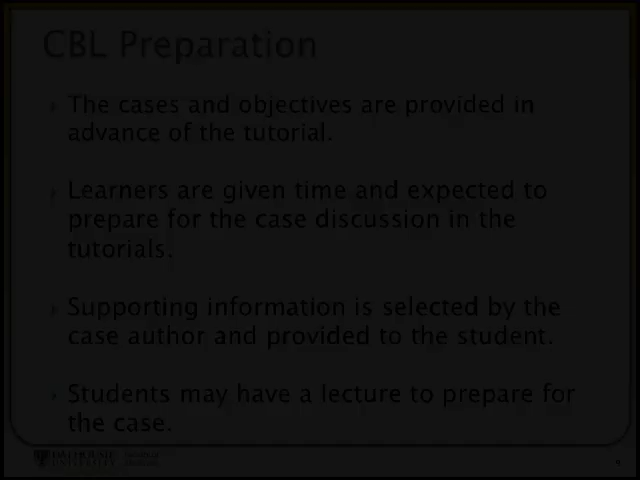 CBL Preparation
The cases and objectives are provided in
advance of the tutorial.
Learners are given time and expected to
prepare for the case discussion in the
tutorials.
Supporting information is selected by the
case author and provided to the student.
Students may have a lecture to prepare for
the case.
DALHOUSIE
UNIVERSITY